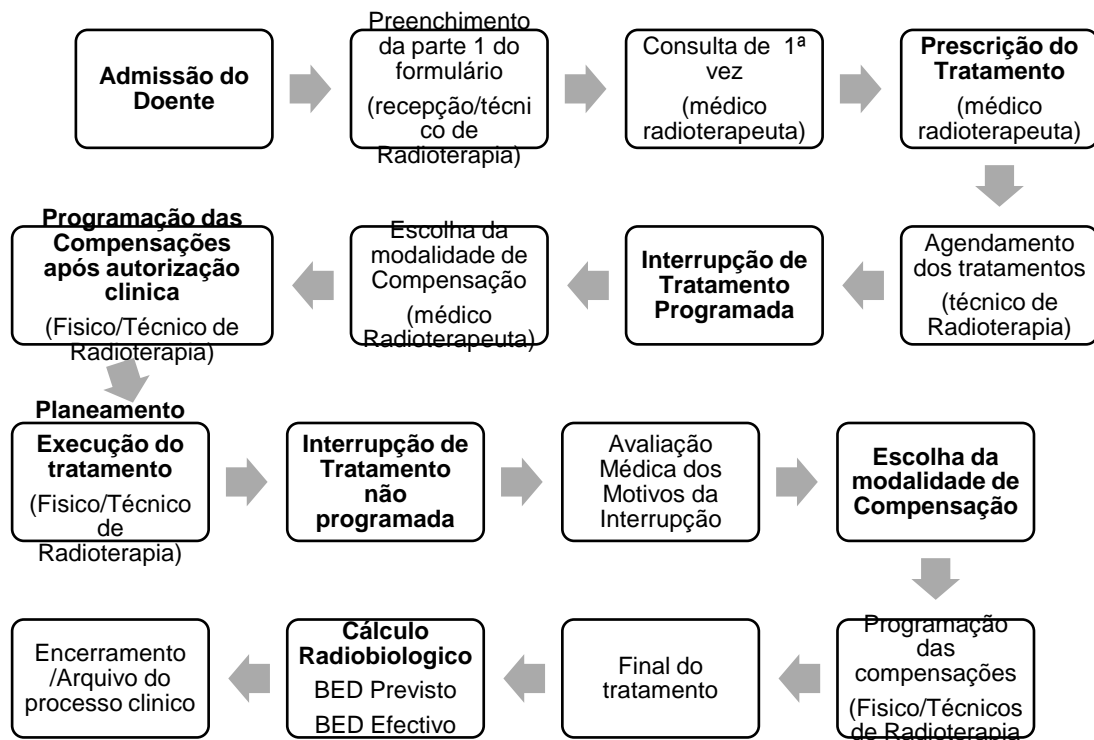 Admissão do
Doente
Preenchimento
da parte 1 do
formulário
(recepção/técni
co de
Radioterapia)
Consulta de 1ª
vez
(médico
radioterapeuta)
Prescrição do
Tratamento
(médico
radioterapeuta)
Agendamento
dos tratamentos
(técnico de
Radioterapia)
Interrupção de
Tratamento
Programada
Escolha da
modalidade de
Compensação
(médico
Radioterapeuta)
Programação das
Compensações
após autorização
clinica
(Fisico/Técnico de
Radioterapia)
Planeamento
Execução do
tratamento
(Fisico/Técnico
de
Radioterapia)
Interrupção de
Tratamento
não
programada
Avaliação
Médica dos
Motivos da
Interrupção
Escolha da
modalidade de
Compensação
Programação
das
compensações
(Fisico/Técnicos
de Radioterapia
Final do
tratamento
Cálculo
Radiobiologico
BED Previsto
BED Efectivo
Encerramento
/Arquivo do
processo clinico